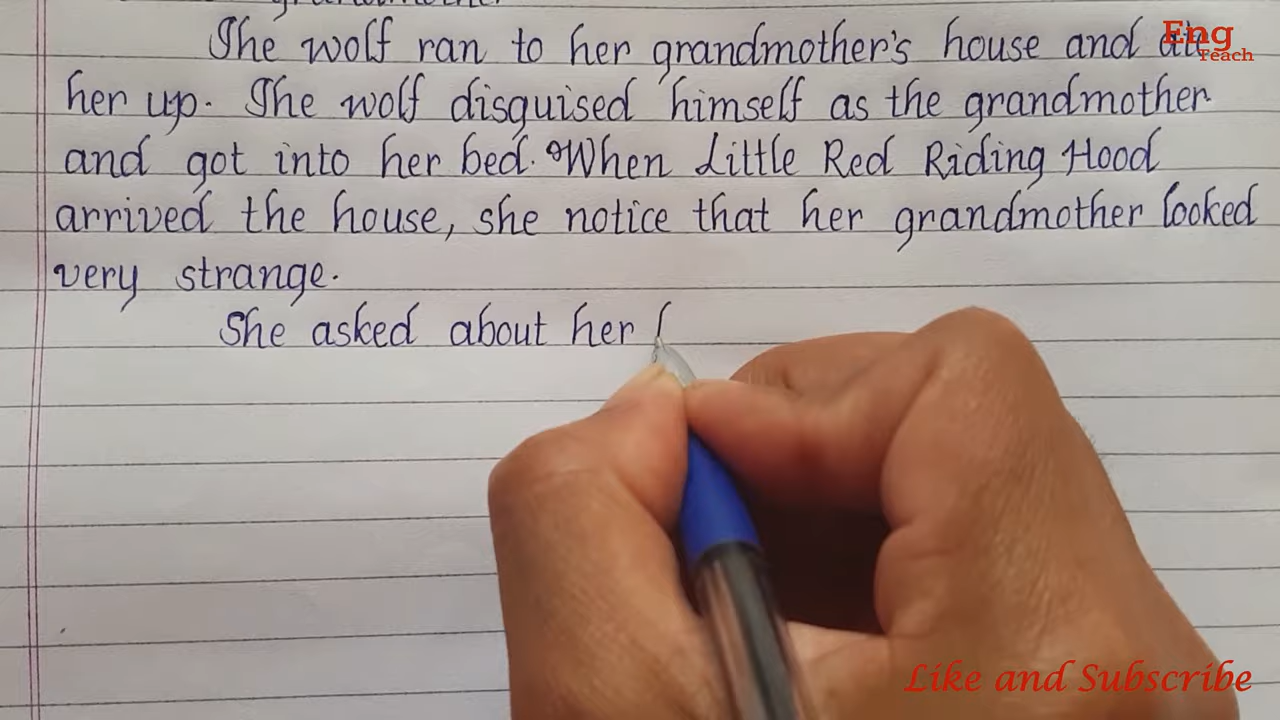 grandmother
The wolf ran to her grandmother's house and ate
her up. The wolf disguised himself as the grandmother
and got into her bed. When Little Red Riding Hood
arrived the house, she notice that her grandmother looked
very strange.
She asked about her
Eng
Teach
Like and Subscribe